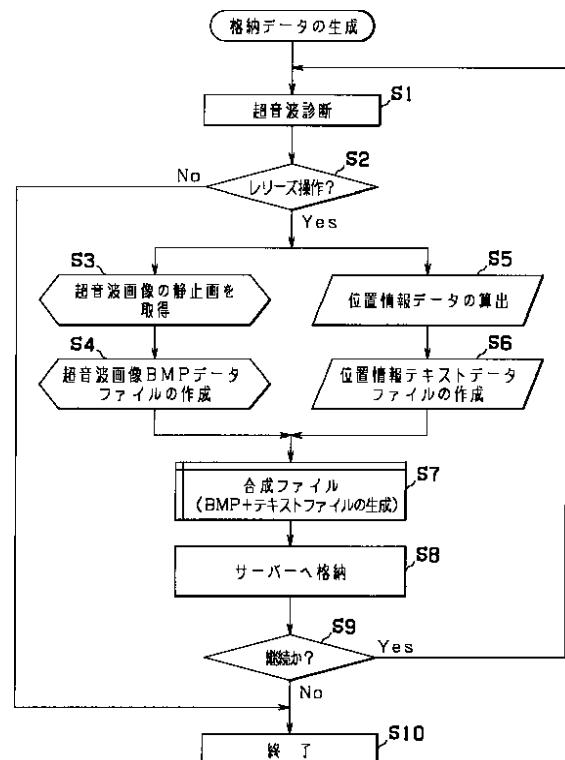 格納データの生成
S1
超音波診断
S2
No
レリーズ操作?
Yes
S3
超音波画像の静止画を
取得
S5
位置情報データの算出
S4
超音波画像BMPデータ
ファイルの作成
S6
位置情報テキストデータ
ファイルの作成
S7
合成ファイル
(BMP+テキストファイルの生成)
S8
サーバーへ格納
S9
継続か?
Yes
No
S10
終了